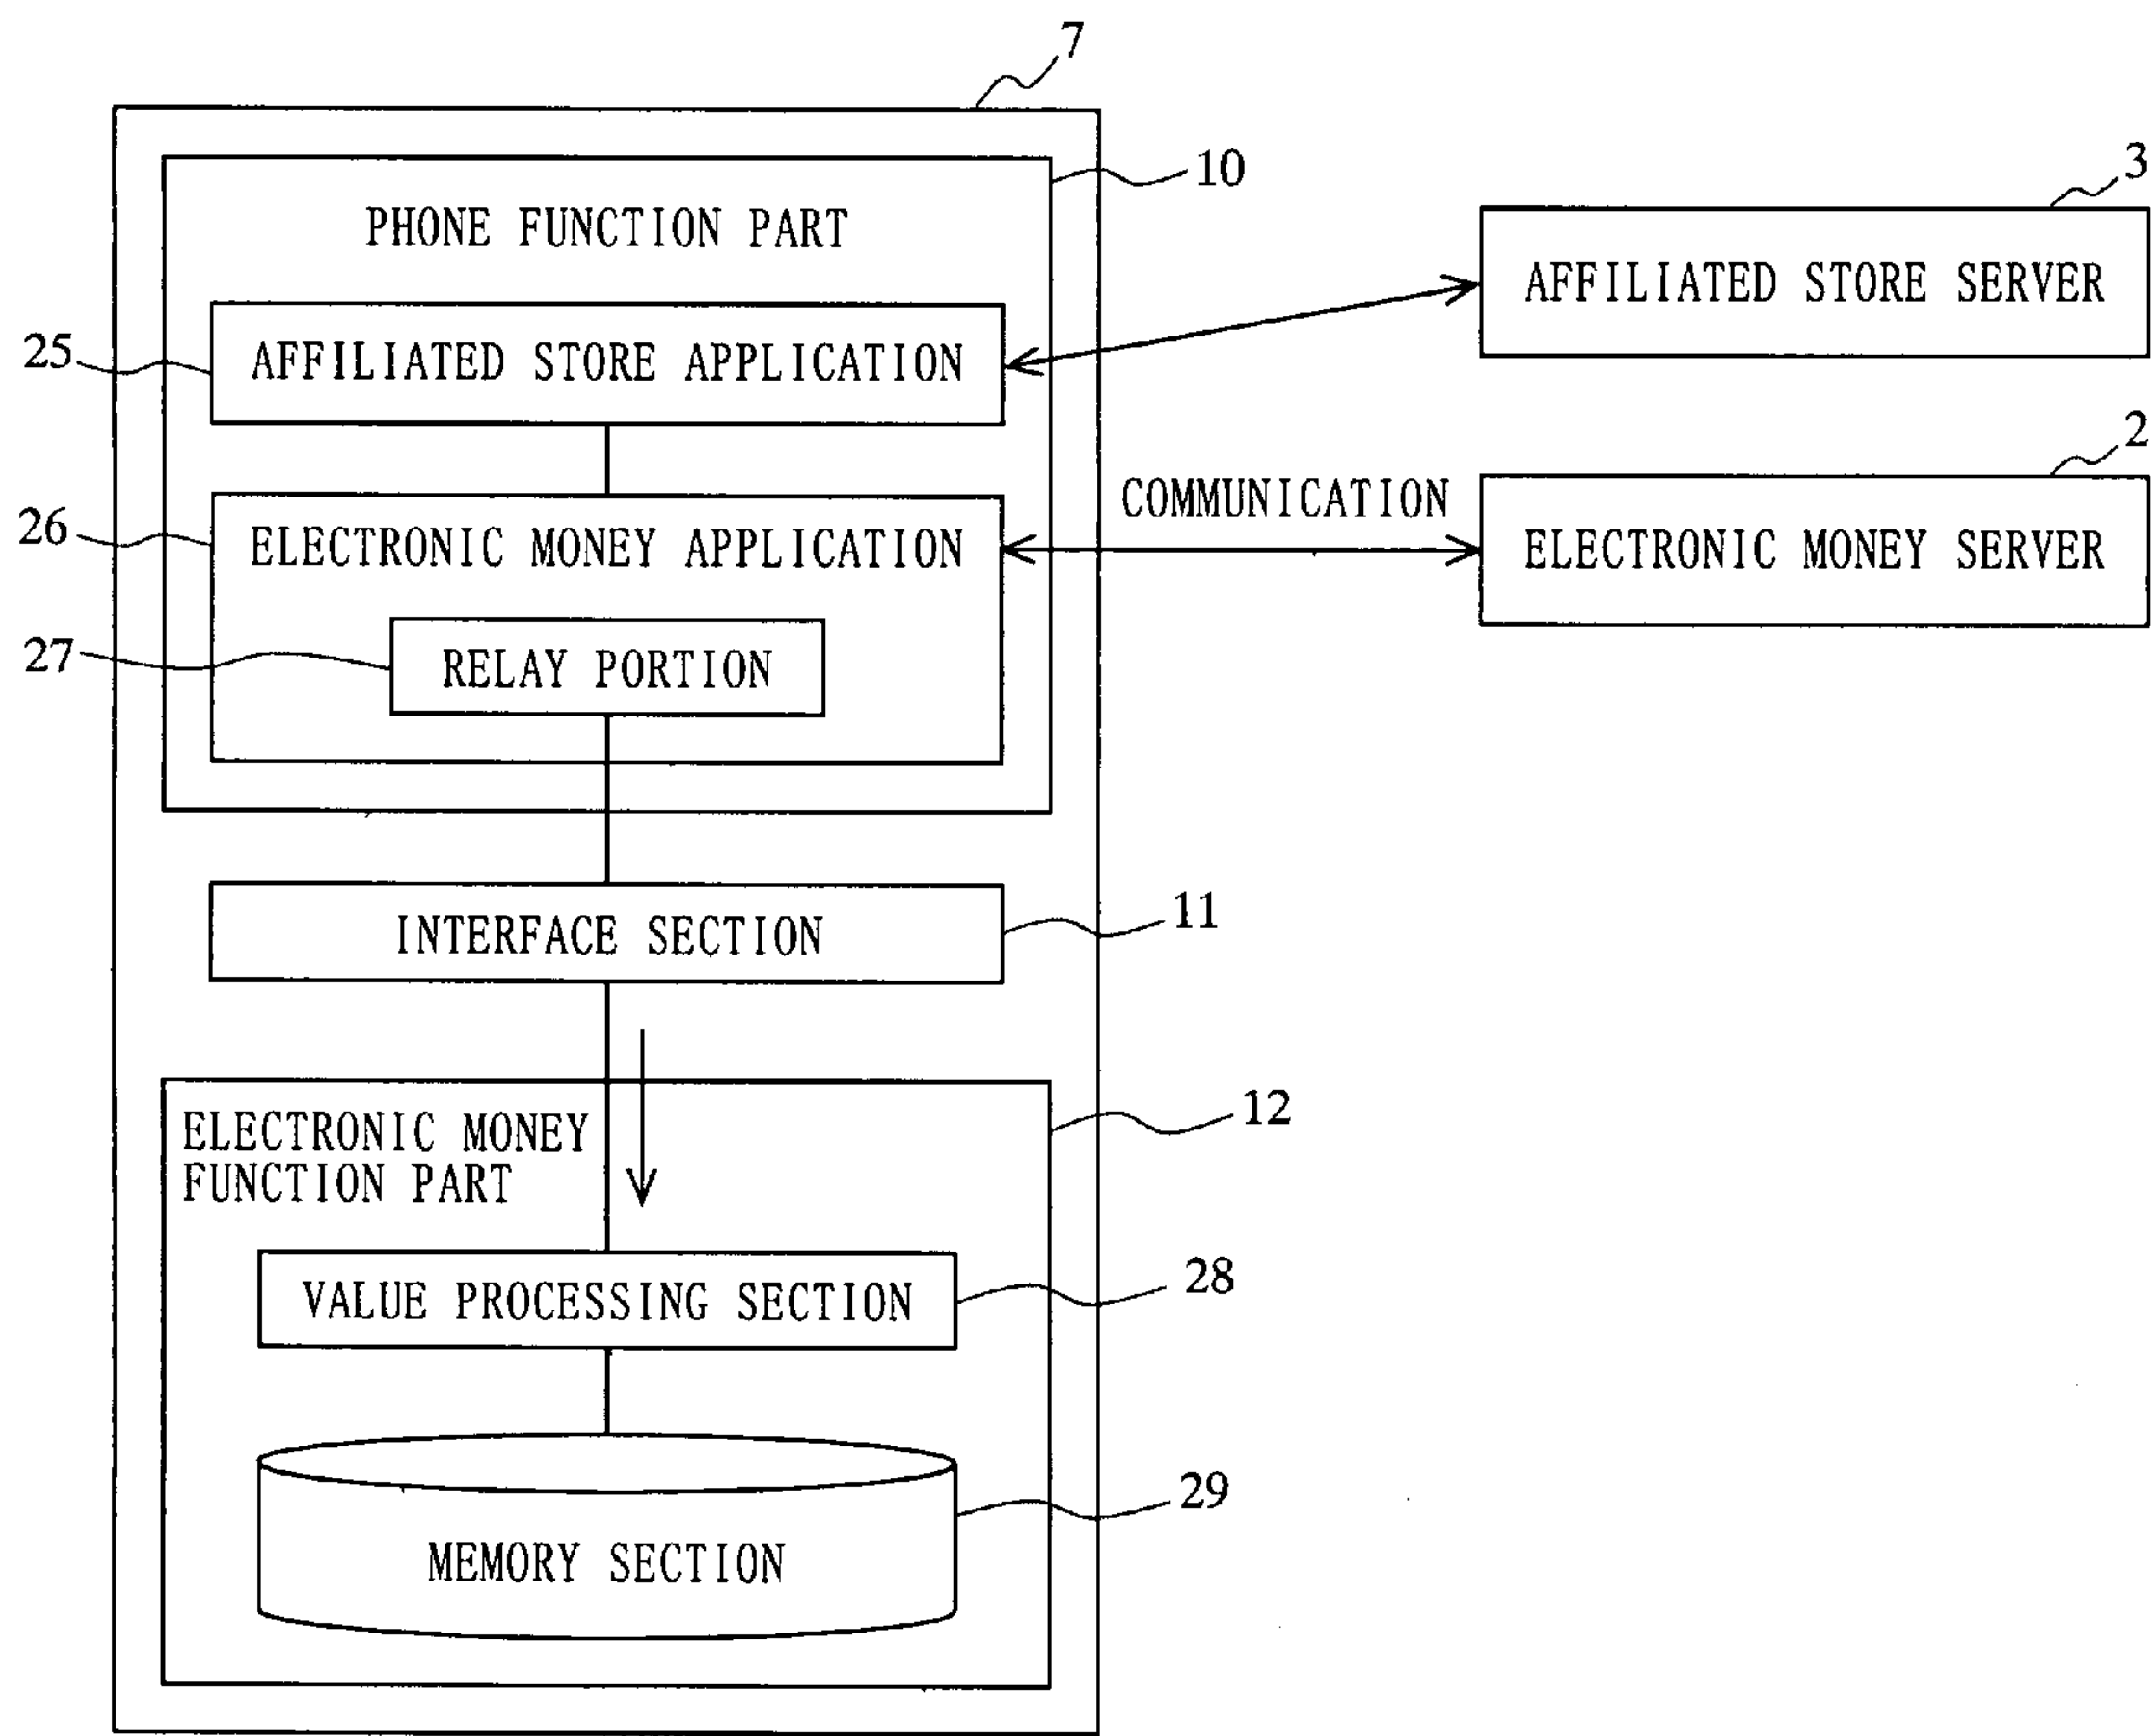 7
10
PHONE FUNCTION PART
3
AFFILIATED STORE SERVER
25
AFFILIATED STORE APPLICATION
2
COMMUNICATION
ELECTRONIC MONEY SERVER
26
ELECTRONIC MONEY APPLICATION
27
RELAY PORTION
11
INTERFACE SECTION
12
ELECTRONIC MONEY
FUNCTION PART
28
VALUE PROCESSING SECTION
29
MEMORY SECTION